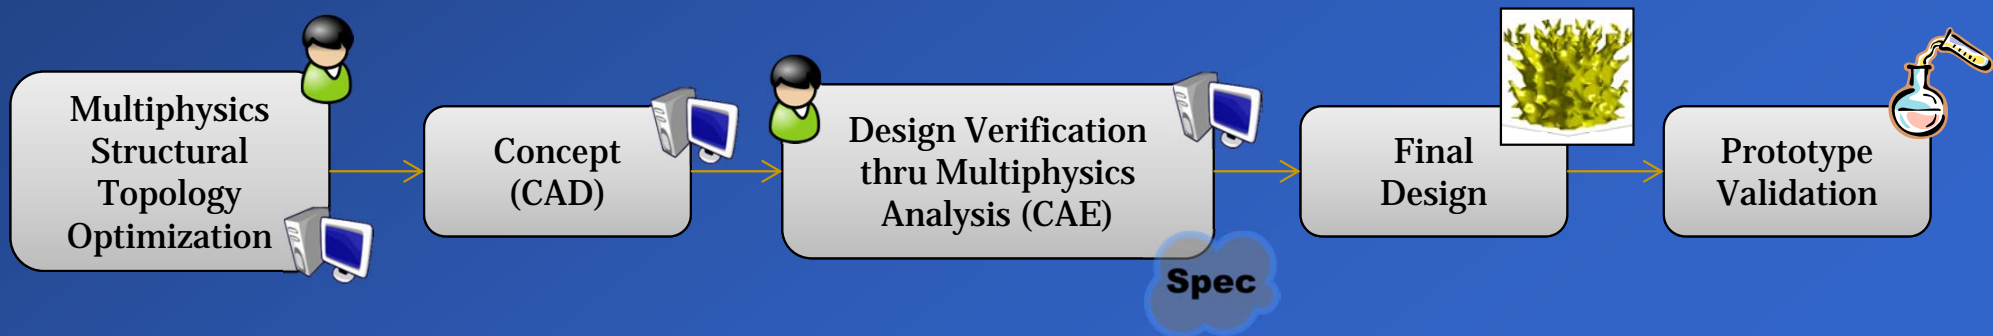 Multiphysics
Structural
Topology
Optimization
Concept
(CAD)
Design Verification
thru Multiphysics
Analysis (CAE)
Spec
Final
Design
Prototype
Validation